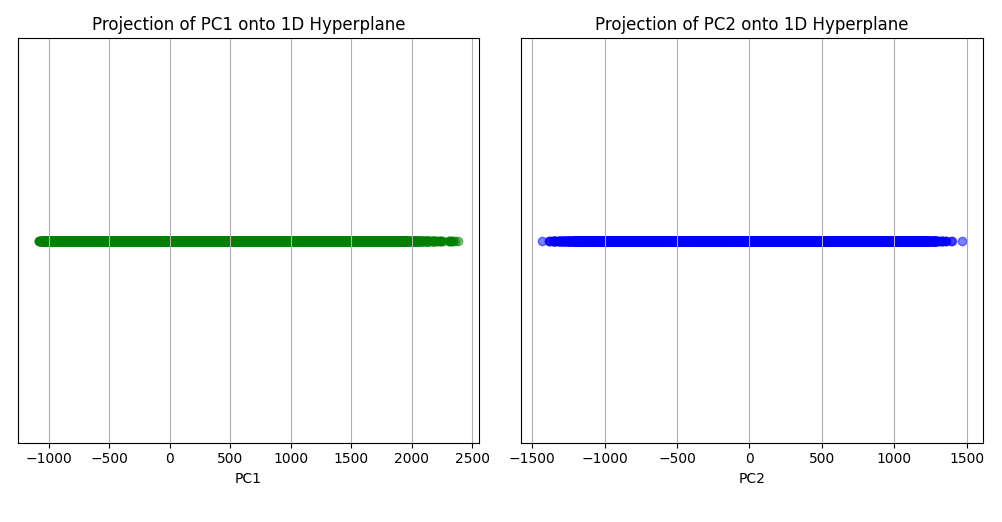 Projection of PC1 onto 1D Hyperplane
−1000 −500 0 500 1000 1500 2000 2500
PC1
Projection of PC2 onto 1D Hyperplane
−1500 −1000 −500 0 500 1000 1500
PC2